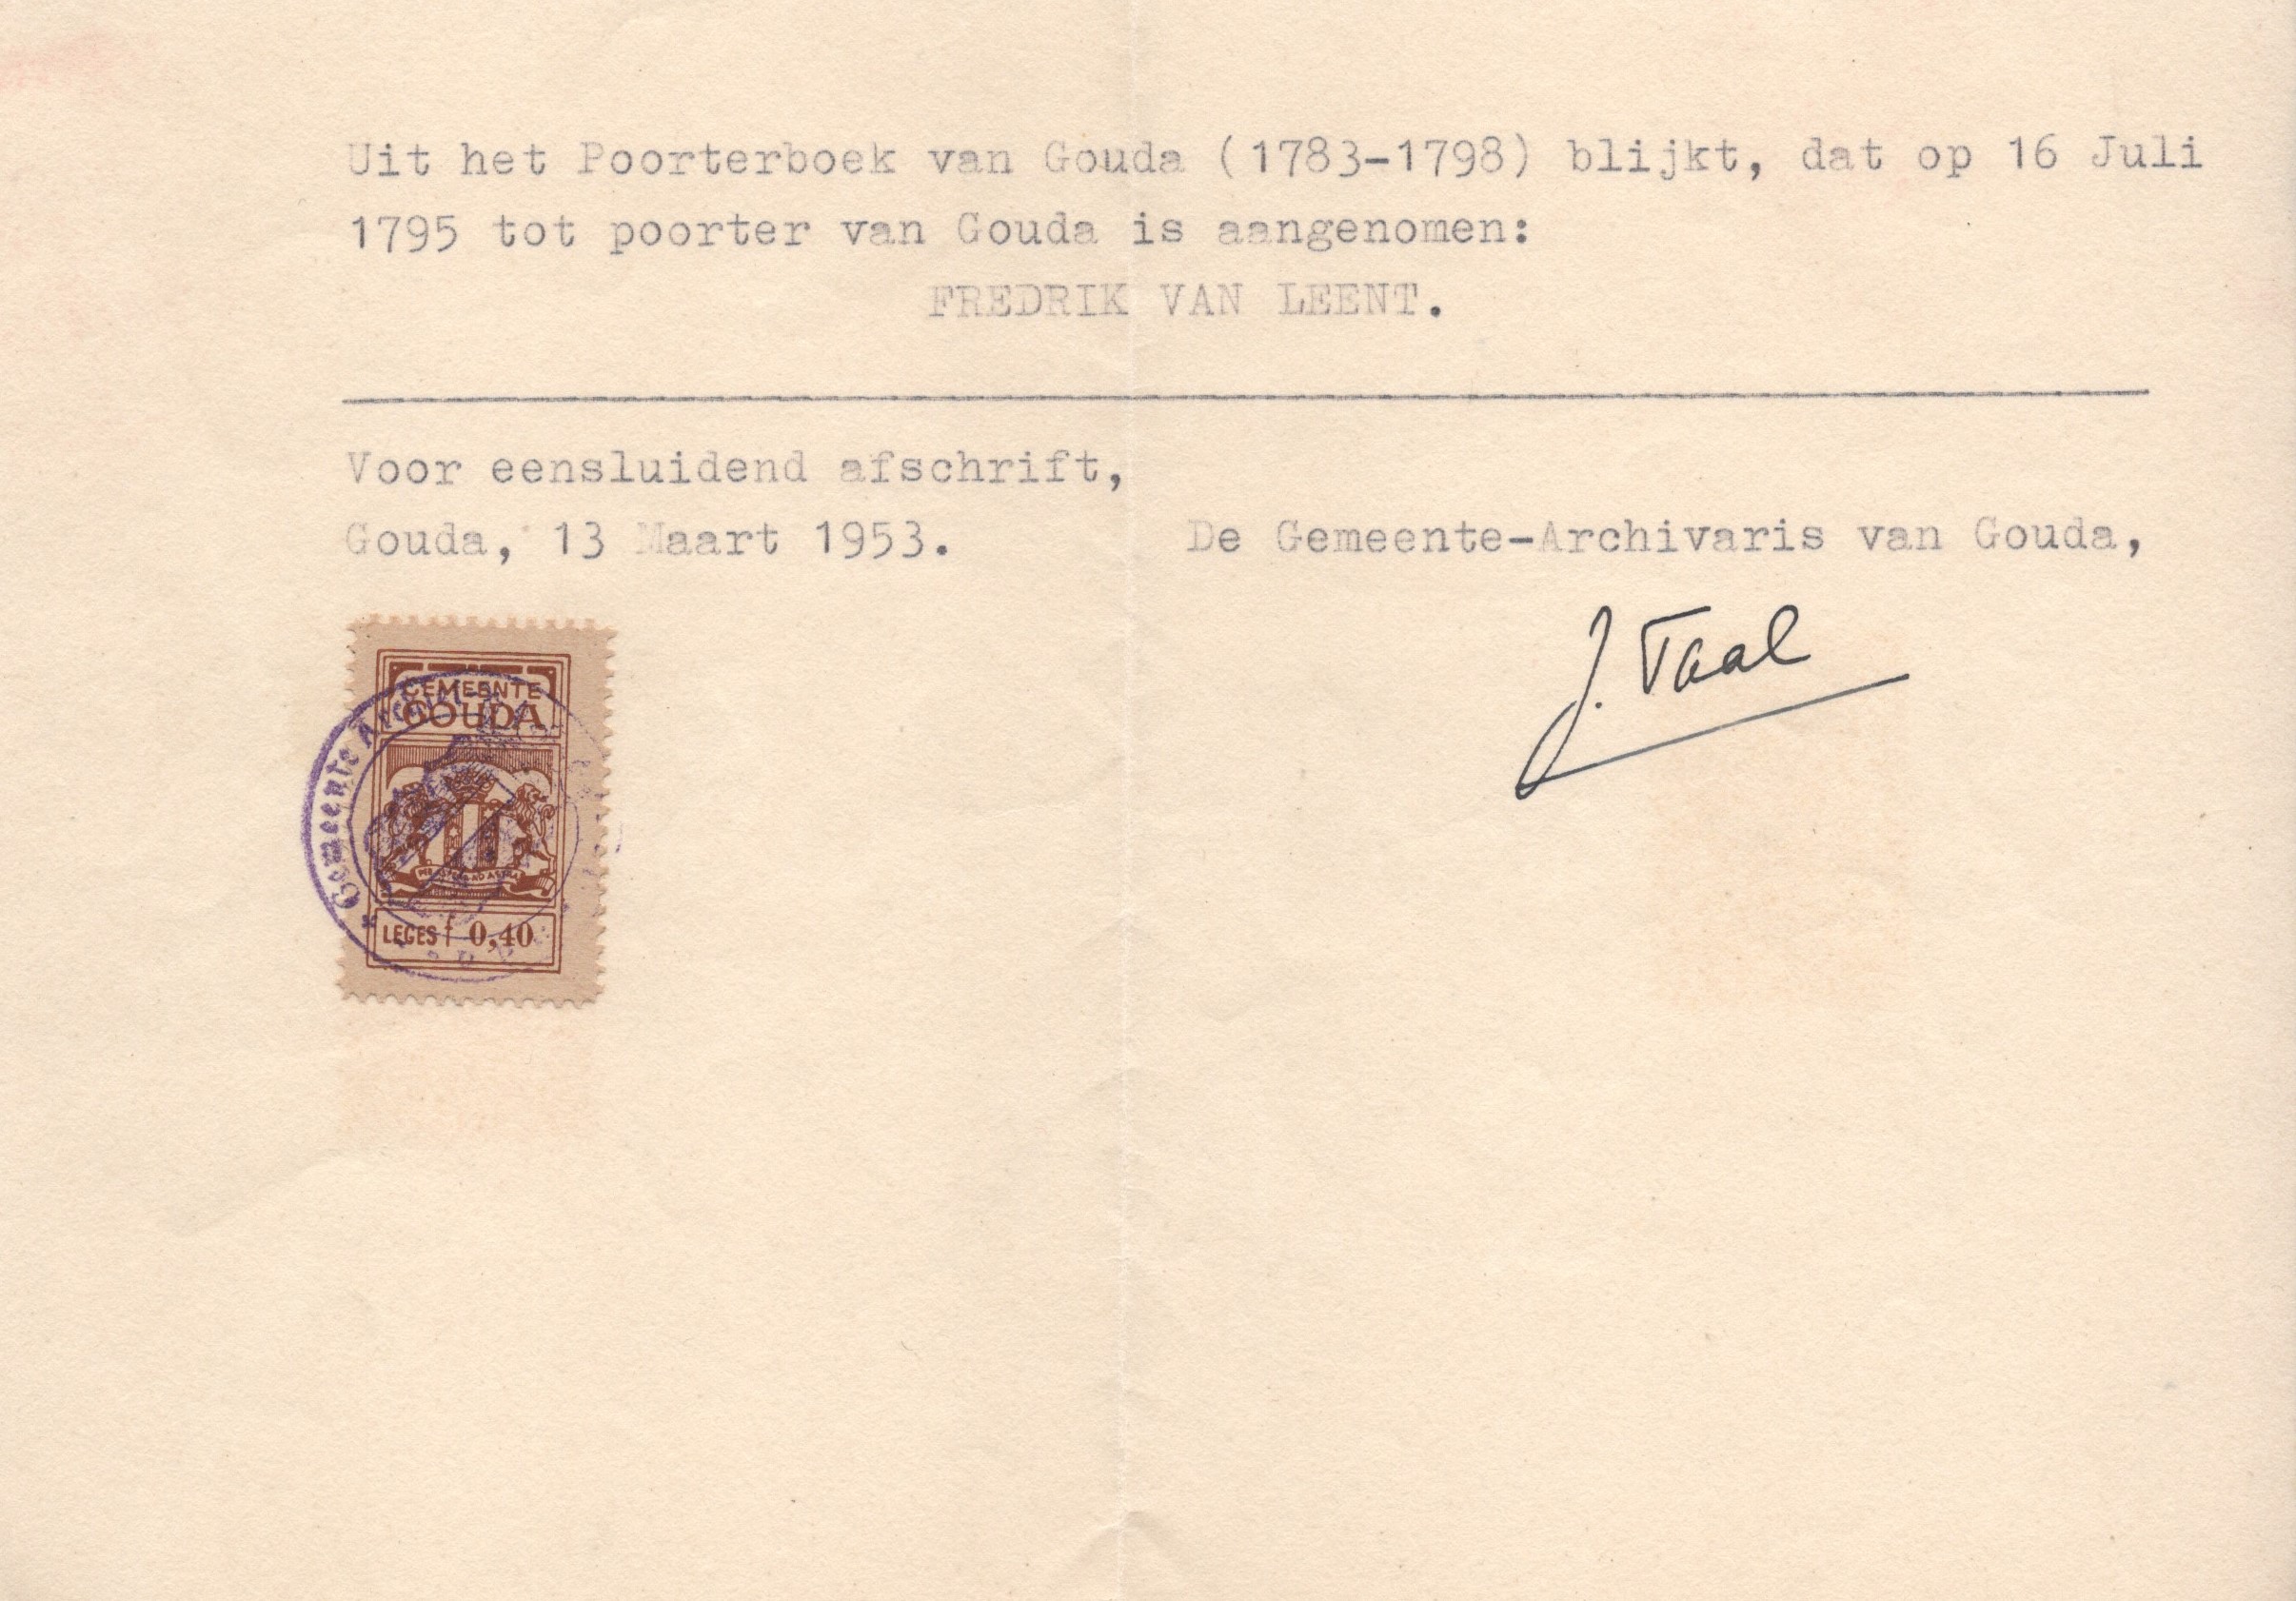 Uit het Poorterboek van Gouda (1783-1798) blijkt, dat op 16 Juli
1795 tot poorter van Gouda is aangenomen:
FREDRIK VAN LEENT.
Voor eensluidend afschrift,
Gouda, 13 Maart 1953.
De Gemeente-Archivaris van Gouda,
J. Taal
GEMEENTE
GOUDA
Gemeente Archief
LEGES f 0,40